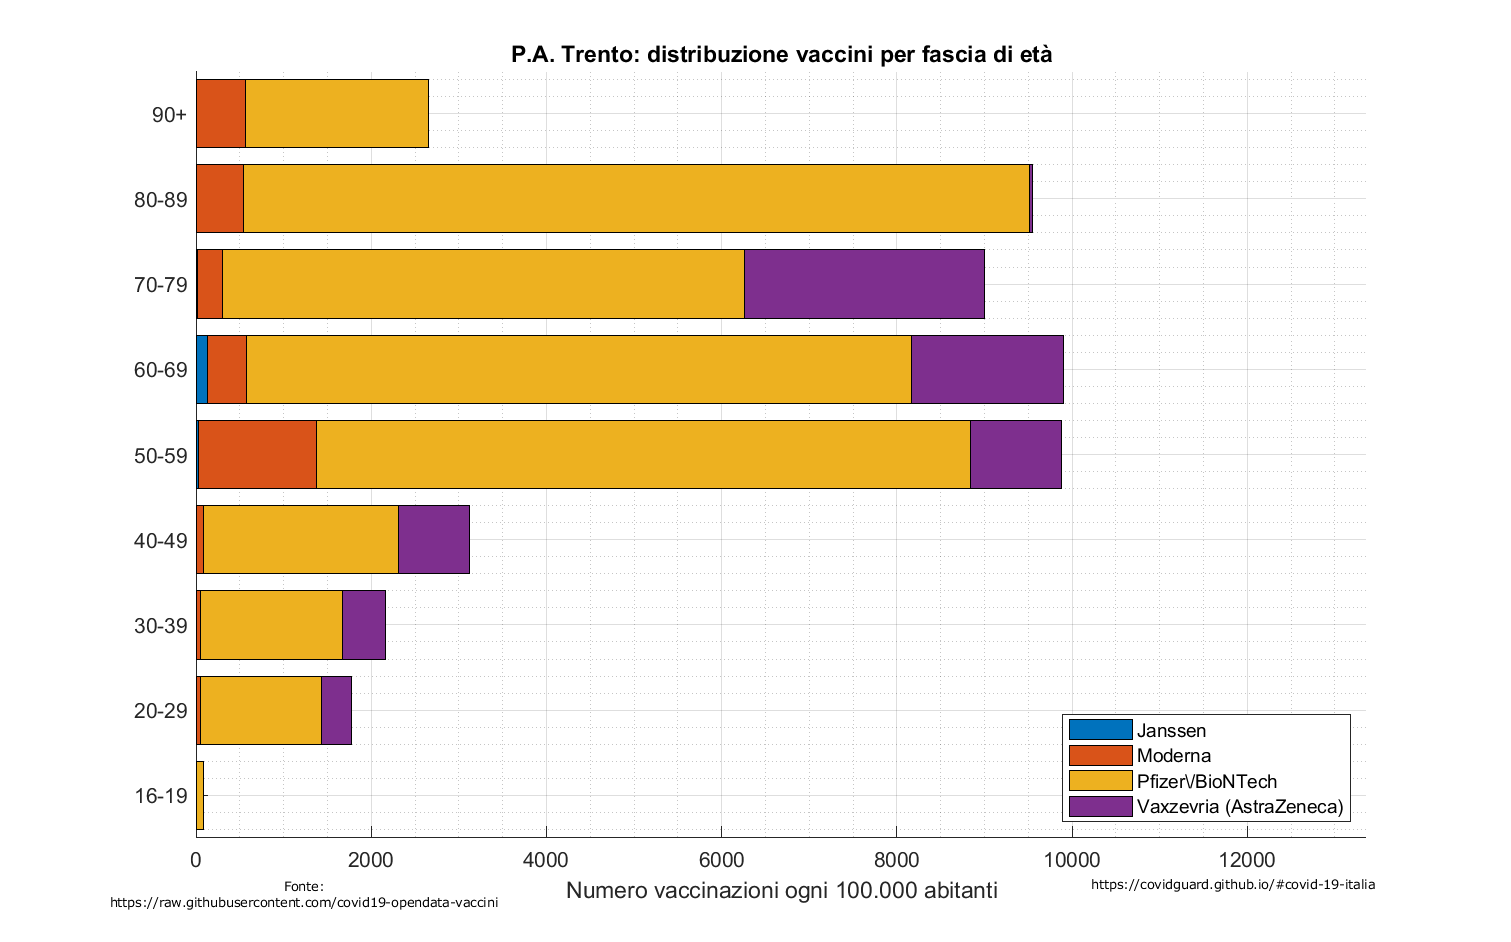 P.A. Trento: distribuzione vaccini per fascia di età
90+
80-89
70-79
60-69
50-59
40-49
30-39
20-29
16-19
Janssen
Moderna
Pfizer\/BioNTech
Vaxzevria (AstraZeneca)
0 2000 4000 6000 8000 10000 12000
Numero vaccinazioni ogni 100.000 abitanti
Fonte:
https://raw.githubusercontent.com/covid19-opendata-vaccini
https://covidguard.github.io/#covid-19-italia